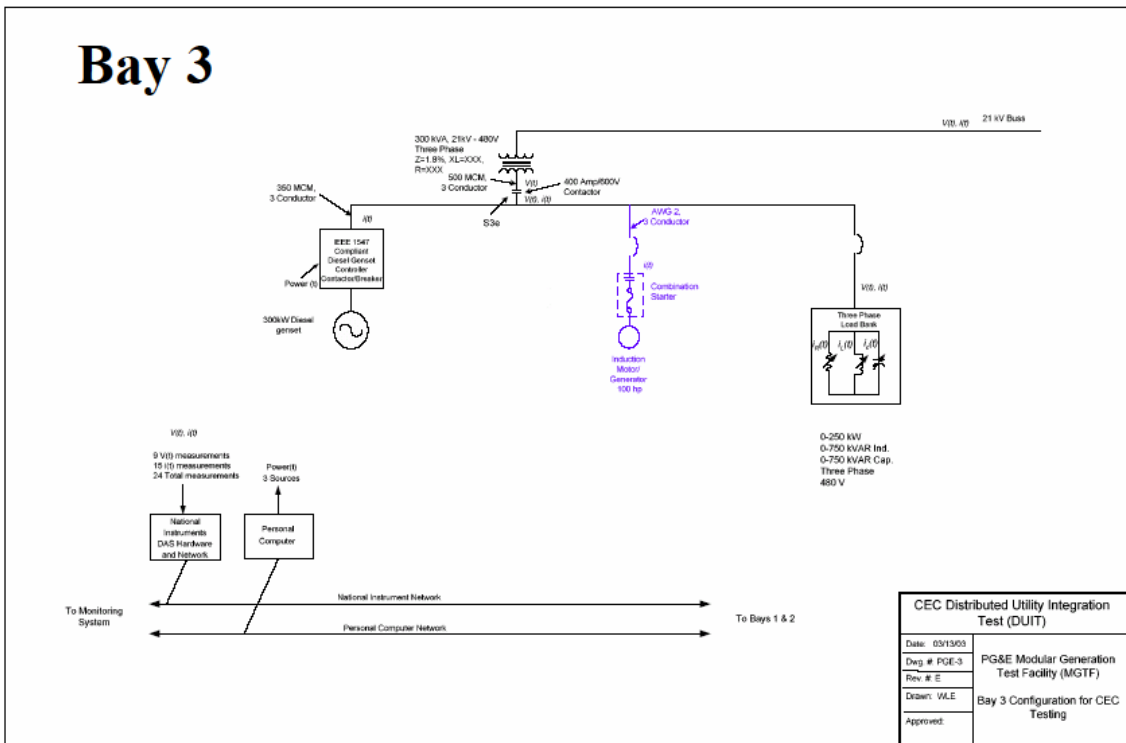 Bay 3
V(t), i(t)
21 kV Buss
300 kVA, 21kV - 480V
Three Phase
Z=1.8%, XL=XXX,
R=XXX
500 MCM,
3 Conductor
V(t)
400 Amp/600V
Contactor
V(t), i(t)
S3e
350 MCM,
3 Conductor
i(t)
IEEE 1547
Compliant
Diesel Genset
Controller
Contactor/Breaker
Power (t)
300kW Diesel
genset
AWG 2,
3 Conductor
i(t)
Combination
Starter
Induction
Motor/
Generator
100 hp
V(t), i(t)
Three Phase
Load Bank
iR(t)
iL(t)
ic(t)
0-250 kW
0-750 kVAR Ind.
0-750 kVAR Cap.
Three Phase
480 V
V(t), i(t)
9 V(t) measurements
15 i(t) measurements
24 Total measurements
Power(t)
3 Sources
National
Instruments
DAS Hardware
and Network
Personal
Computer
To Monitoring
System
National Instrument Network
Personal Computer Network
To Bays 1 & 2
CEC Distributed Utility Integration
Test (DUIT)
Date: 03/13/03
Dwg. #: PGE-3
Rev. #: E
Drawn: WLE
Approved:
PG&E Modular Generation
Test Facility (MGTF)
Bay 3 Configuration for CEC
Testing